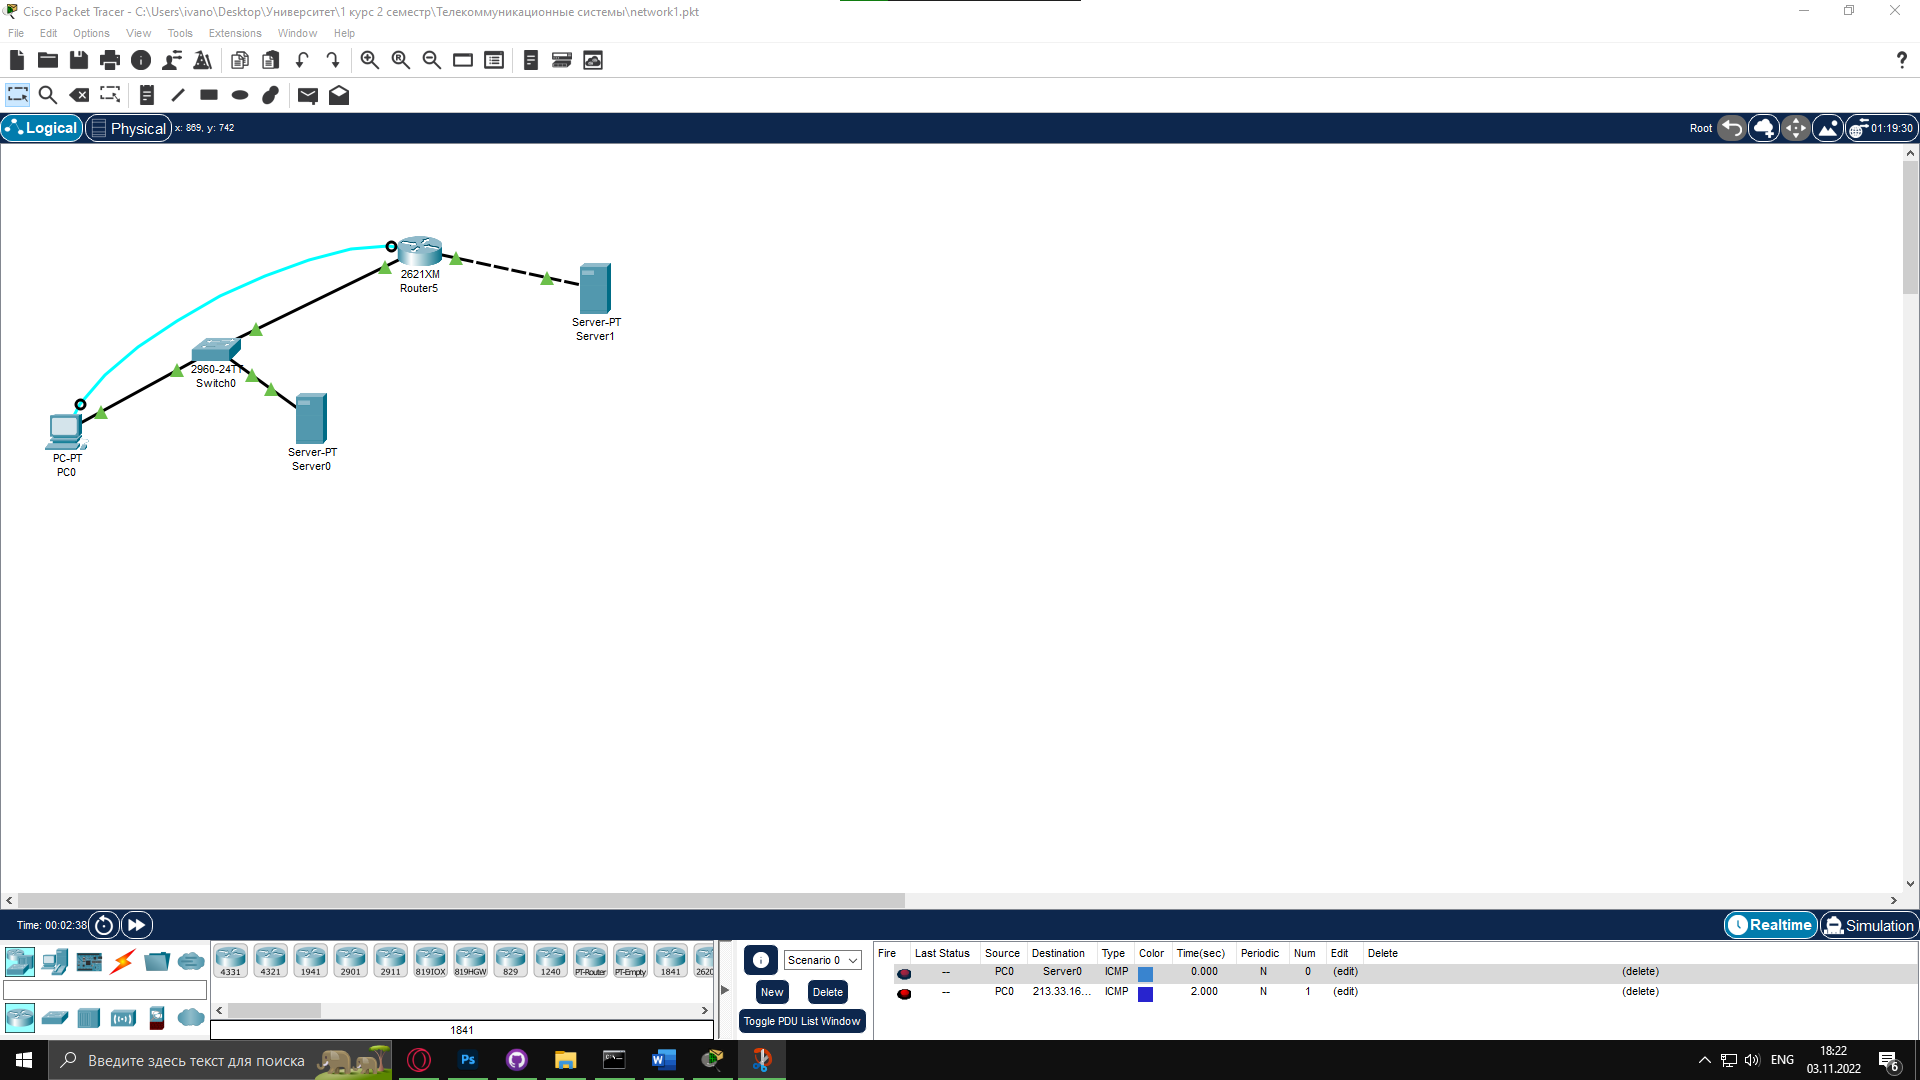 Cisco Packet Tracer - C:\Users\ivano\Desktop\Университет\1 курс 2 семестр\Телекоммуникационные системы\network1.pkt
File Edit Options View Tools Extensions Window Help
Logical Physical x: 869, y: 742 Root 01:19:30
2621XM
Router5
Server-PT
Server1
2960-24TT
Switch0
Server-PT
Server0
PC-PT
PC0
Time: 00:02:38 Realtime Simulation
4331 4321 1941 2901 2911 819IOX 819HGW 829 1240 PT-Router PT-Empty 1841 2620
1841
Scenario 0
New Delete
Toggle PDU List Window
Fire Last Status Source Destination Type Color Time(sec) Periodic Num Edit Delete
-- PC0 Server0 ICMP 0.000 N 0 (edit) (delete)
-- PC0 213.33.16... ICMP 2.000 N 1 (edit) (delete)
Введите здесь текст для поиска
Ps
ENG
18:22
03.11.2022
6